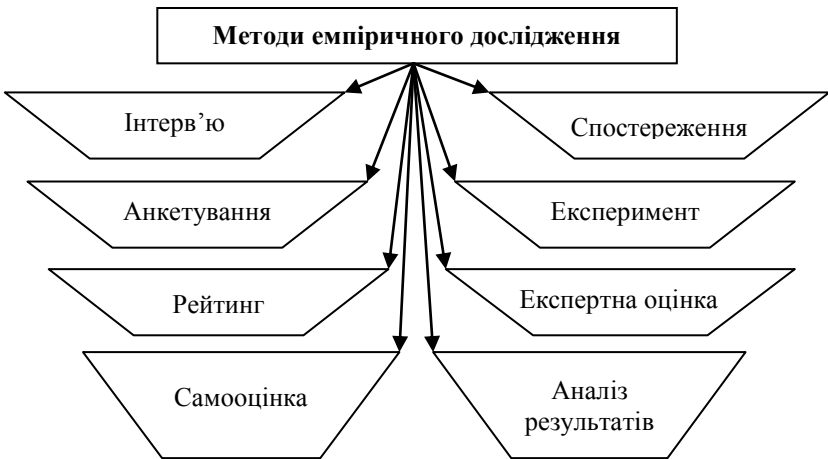 Методи емпіричного дослідження
Інтерв’ю
Спостереження
Анкетування
Експеримент
Рейтинг
Експертна оцінка
Самооцінка
Аналіз
результатів